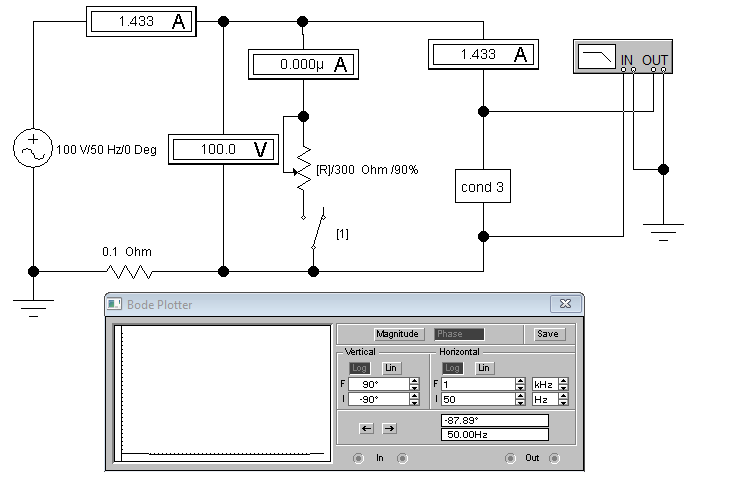 1.433 A
0.000µ A
1.433 A
IN OUT
100 V/50 Hz/0 Deg
100.0 V
[R]/300 Ohm /90%
cond 3
[1]
0.1 Ohm
Bode Plotter
Magnitude Phase Save
Vertical Horizontal
Log Lin Log Lin
F 90° F 1 kHz
I -90° I 50 Hz
-87.89°
50.00Hz
In Out